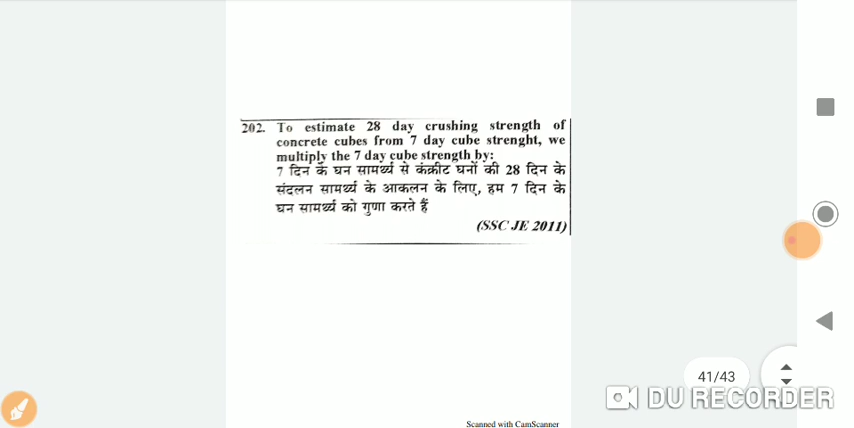 202. To estimate 28 day crushing strength of
concrete cubes from 7 day cube strenght, we
multiply the 7 day cube strength by:
7 दिन के घन सामर्थ्य से कंक्रीट घनों की 28 दिन के
संदलन सामर्थ्य के आकलन के लिए, हम 7 दिन के
घन सामर्थ्य को गुणा करते हैं
(SSC JE 2011)
41/43
DU RECORDER
Scanned with CamScanner